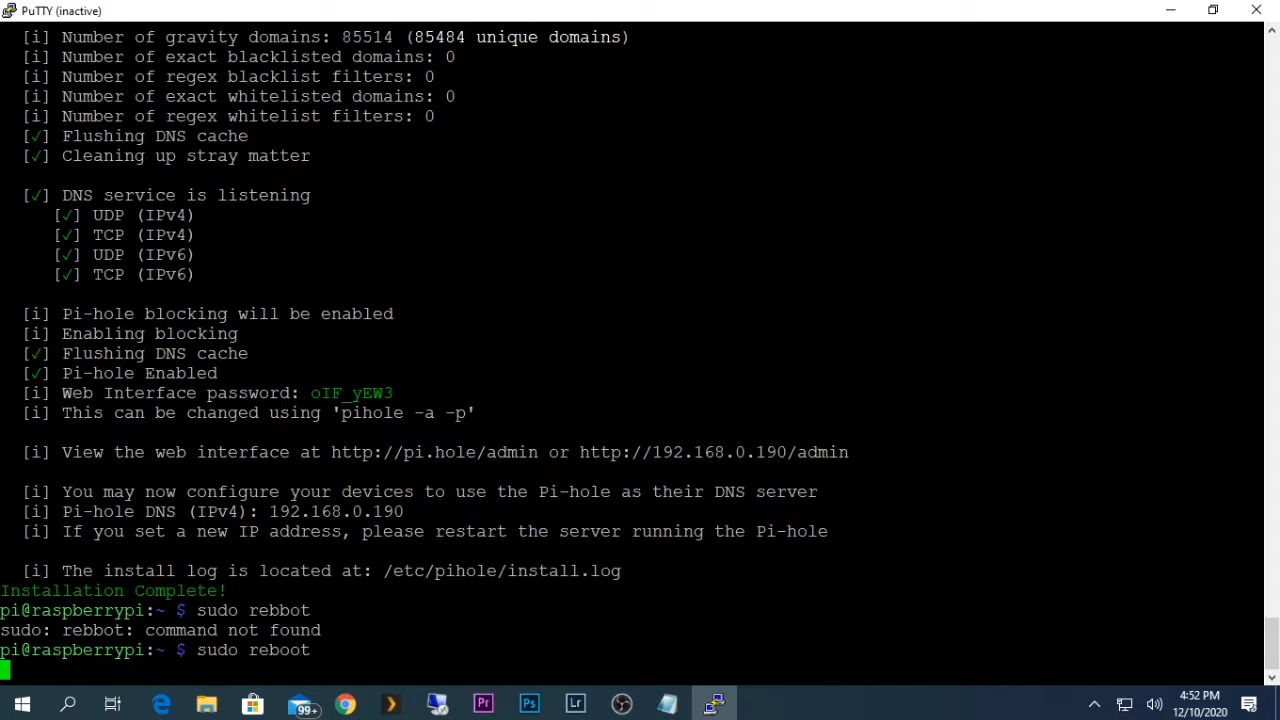 PuTTY (inactive)
[i] Number of gravity domains: 85514 (85484 unique domains)
[i] Number of exact blacklisted domains: 0
[i] Number of regex blacklist filters: 0
[i] Number of exact whitelisted domains: 0
[i] Number of regex whitelist filters: 0
[✓] Flushing DNS cache
[✓] Cleaning up stray matter
[✓] DNS service is listening
[✓] UDP (IPv4)
[✓] TCP (IPv4)
[✓] UDP (IPv6)
[✓] TCP (IPv6)
[i] Pi-hole blocking will be enabled
[i] Enabling blocking
[✓] Flushing DNS cache
[✓] Pi-hole Enabled
[i] Web Interface password: oIF_yEW3
[i] This can be changed using 'pihole -a -p'
[i] View the web interface at http://pi.hole/admin or http://192.168.0.190/admin
[i] You may now configure your devices to use the Pi-hole as their DNS server
[i] Pi-hole DNS (IPv4): 192.168.0.190
[i] If you set a new IP address, please restart the server running the Pi-hole
[i] The install log is located at: /etc/pihole/install.log
Installation Complete!
pi@raspberrypi:~ $ sudo rebbot
sudo: rebbot: command not found
pi@raspberrypi:~ $ sudo reboot
99+
Pr
Ps
Lr
4:52 PM
12/10/2020